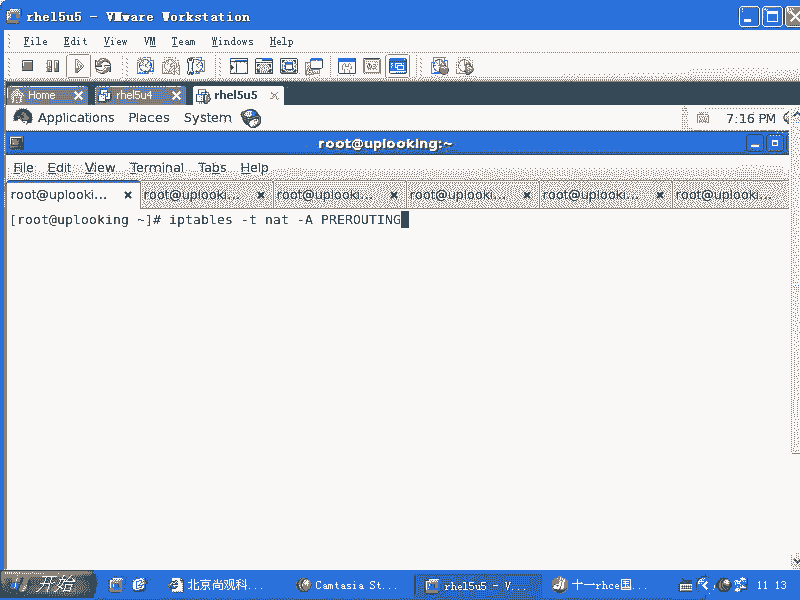 rhel5u5 - VMware Workstation
File Edit View VM Team Windows Help
Home rhel5u4 rhel5u5
Applications Places System 7:16 PM
root@uplooking:~
File Edit View Terminal Tabs Help
root@uplooki... root@uplooki... root@uplooki... root@uplooki... root@uplooki... root@uplooki...
[root@uplooking ~]# iptables -t nat -A PREROUTING
开始 北京尚观科... Camtasia St... rhel5u5 - V... 十一rhce国... 11 13